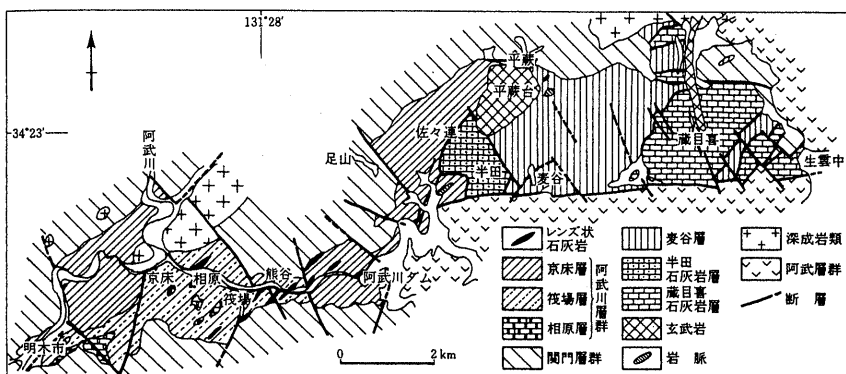 131°28′
34°23′
平蕨
平蕨台
佐々連
足山
半田
麦谷
蔵目喜
生雲中
阿武川
京床
相原
熊谷
筏場
阿武川ダム
明木市
0 2 km
レンズ状石灰岩
京床層
筏場層
相原層
阿武川層群
関門層群
麦谷層
半田石灰岩層
蔵目喜石灰岩層
玄武岩
岩脈
深成岩類
阿武層群
断層